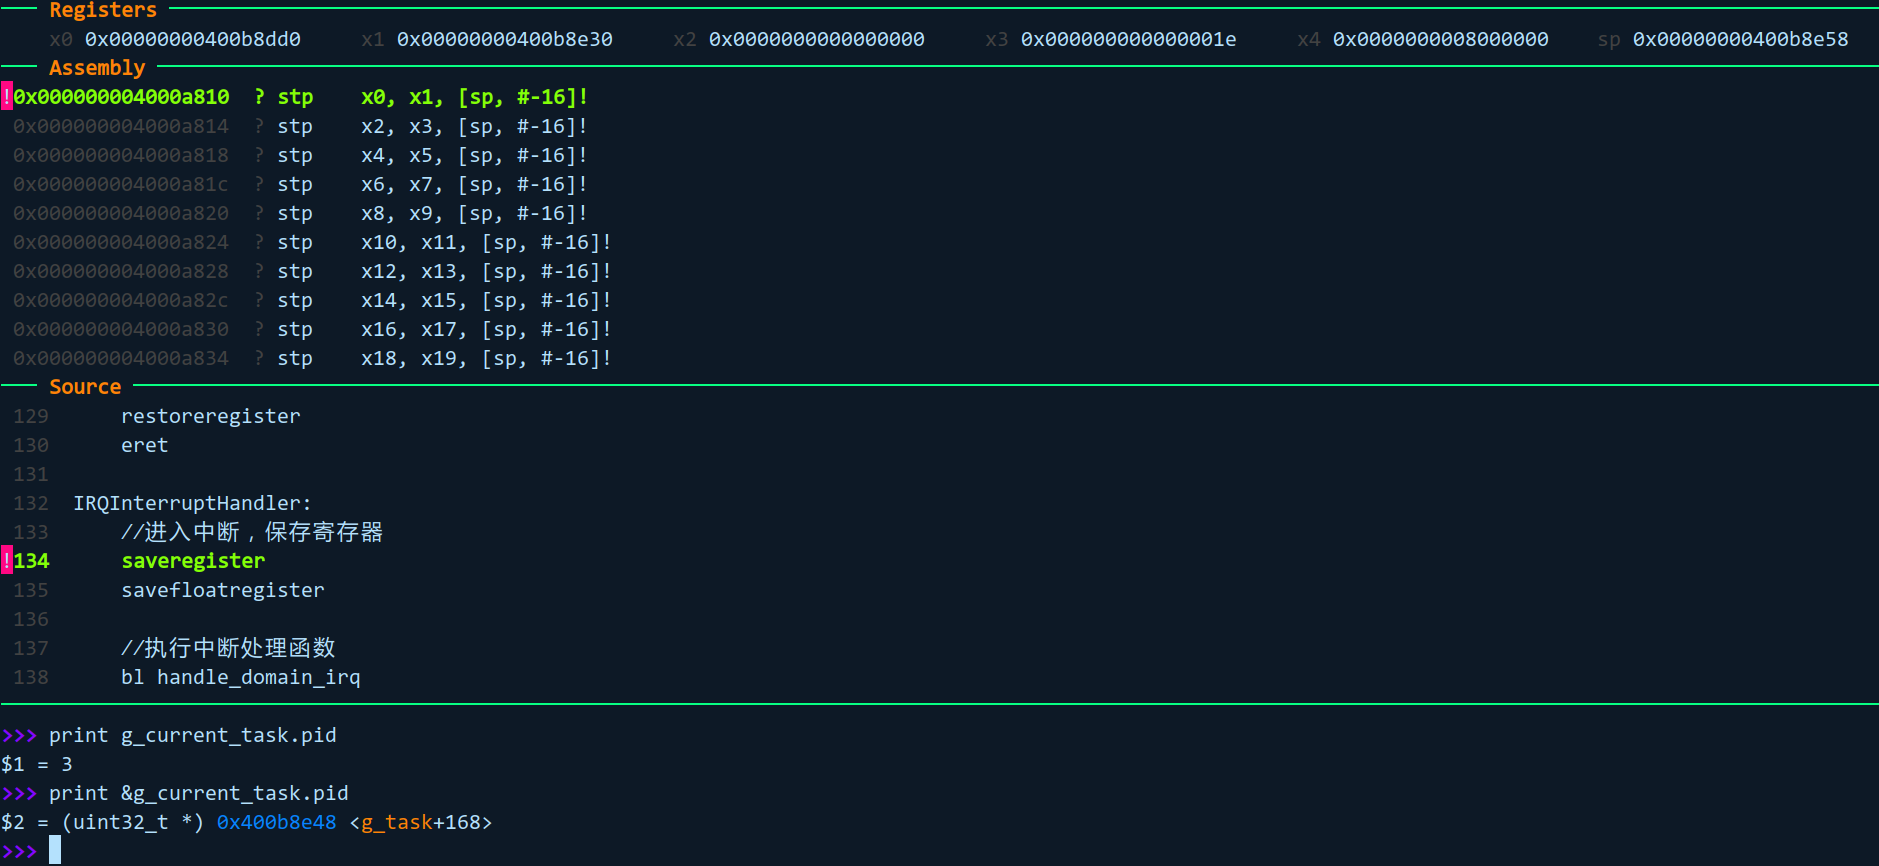 Registers
x0 0x00000000400b8dd0 x1 0x00000000400b8e30 x2 0x0000000000000000 x3 0x000000000000001e x4 0x0000000008000000 sp 0x00000000400b8e58
Assembly
!0x000000004000a810 ? stp x0, x1, [sp, #-16]!
0x000000004000a814 ? stp x2, x3, [sp, #-16]!
0x000000004000a818 ? stp x4, x5, [sp, #-16]!
0x000000004000a81c ? stp x6, x7, [sp, #-16]!
0x000000004000a820 ? stp x8, x9, [sp, #-16]!
0x000000004000a824 ? stp x10, x11, [sp, #-16]!
0x000000004000a828 ? stp x12, x13, [sp, #-16]!
0x000000004000a82c ? stp x14, x15, [sp, #-16]!
0x000000004000a830 ? stp x16, x17, [sp, #-16]!
0x000000004000a834 ? stp x18, x19, [sp, #-16]!
Source
129 restoreregister
130 eret
131
132 IRQInterruptHandler:
133 //进入中断，保存寄存器
!134 saveregister
135 savefloatregister
136
137 //执行中断处理函数
138 bl handle_domain_irq
>>> print g_current_task.pid
$1 = 3
>>> print &g_current_task.pid
$2 = (uint32_t *) 0x400b8e48 <g_task+168>
>>>